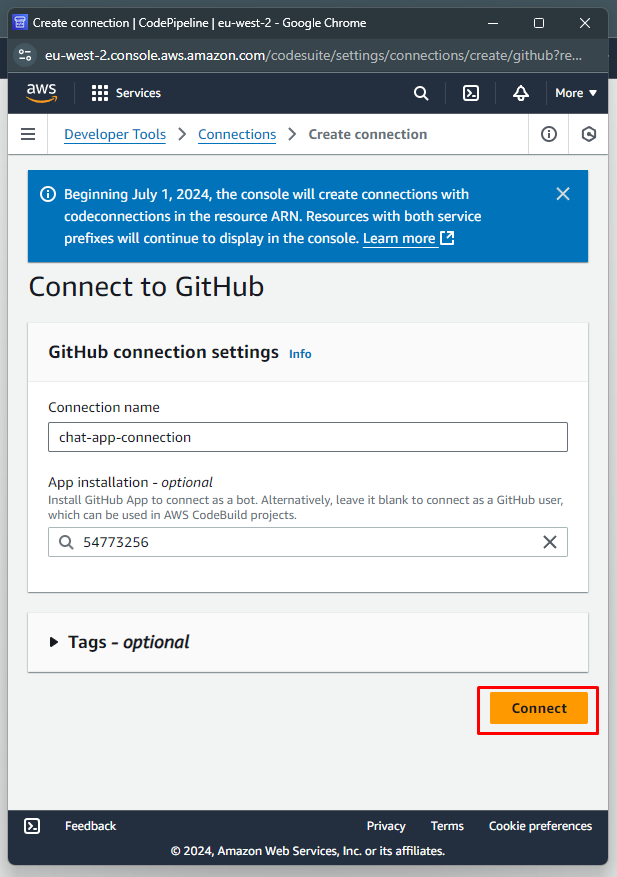 Create connection | CodePipeline | eu-west-2 - Google Chrome
eu-west-2.console.aws.amazon.com/codesuite/settings/connections/create/github?re...
aws
Services
More
Developer Tools
Connections
Create connection
Beginning July 1, 2024, the console will create connections with
codeconnections in the resource ARN. Resources with both service
prefixes will continue to display in the console. Learn more
Connect to GitHub
GitHub connection settings Info
Connection name
chat-app-connection
App installation - optional
Install GitHub App to connect as a bot. Alternatively, leave it blank to connect as a GitHub user,
which can be used in AWS CodeBuild projects.
54773256
Tags - optional
Connect
Feedback
Privacy
Terms
Cookie preferences
© 2024, Amazon Web Services, Inc. or its affiliates.